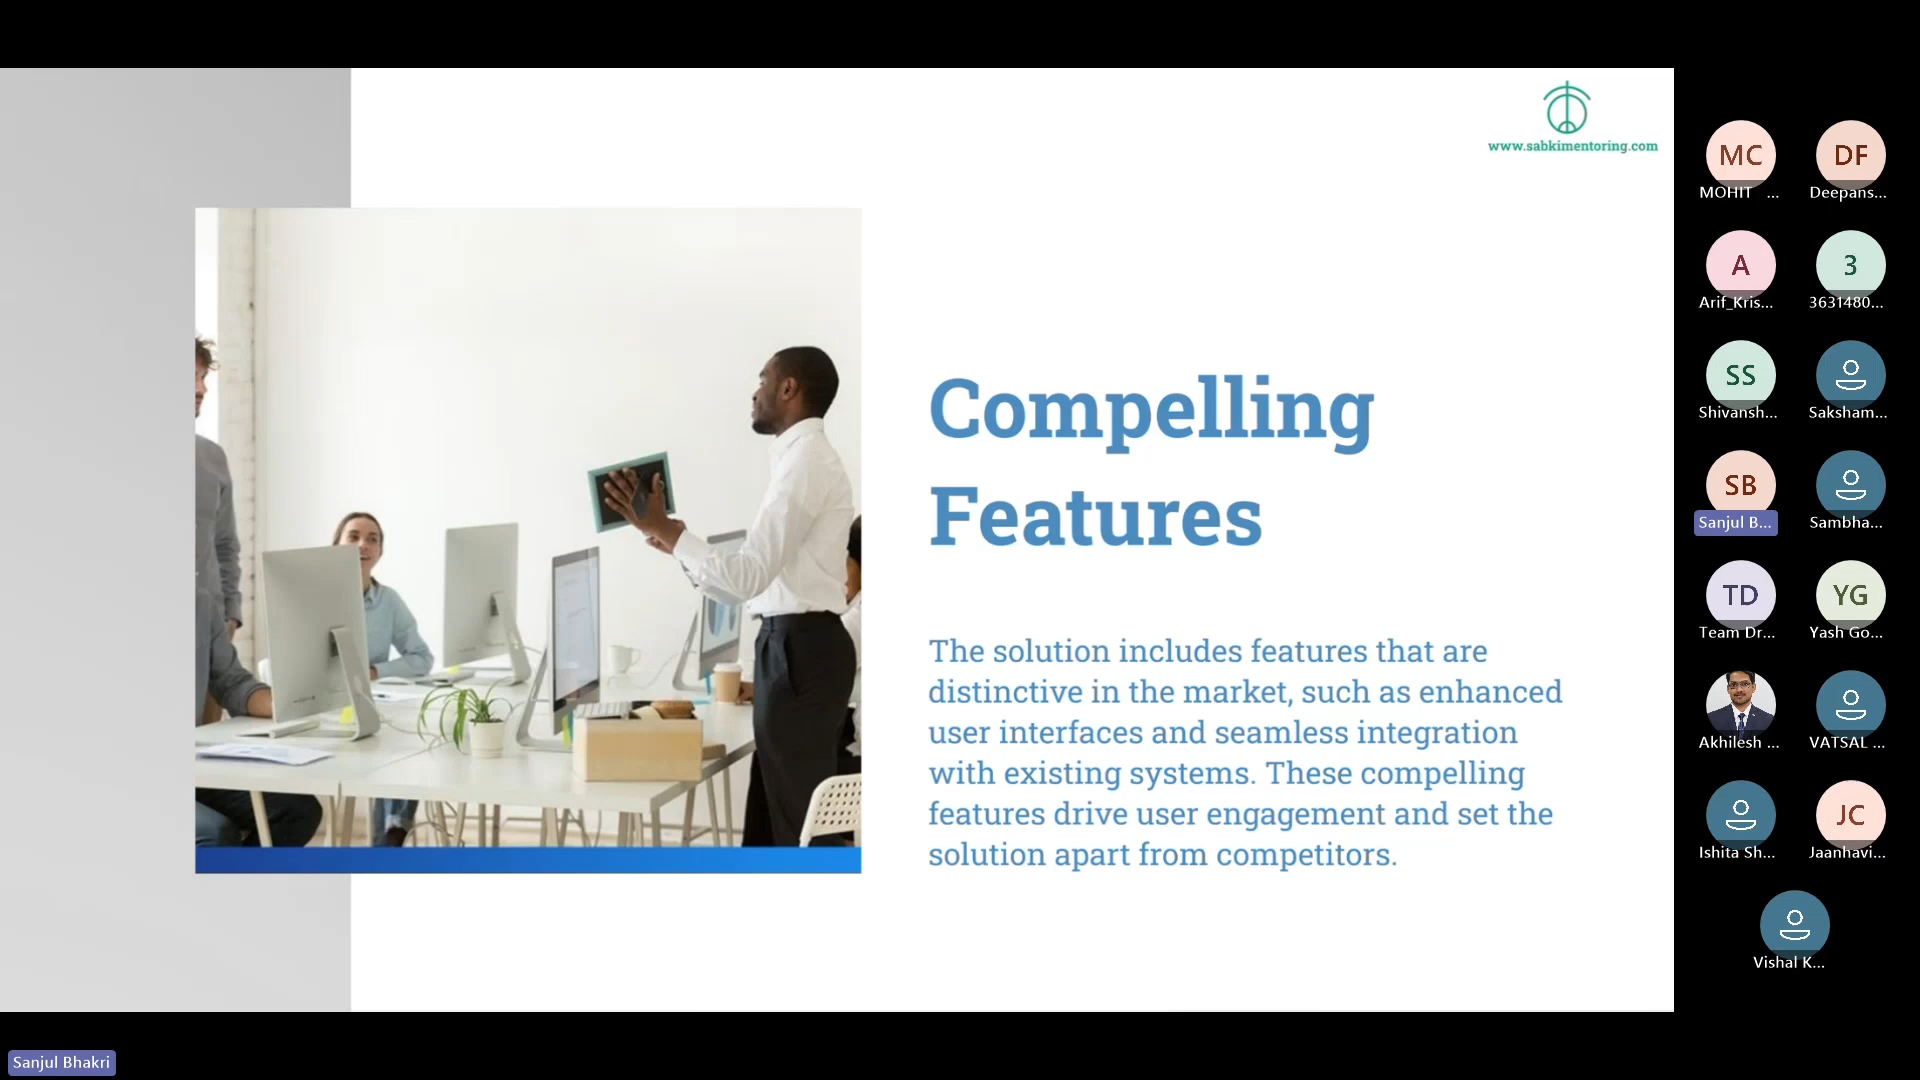 www.sabkimentoring.com
Compelling
Features
The solution includes features that are
distinctive in the market, such as enhanced
user interfaces and seamless integration
with existing systems. These compelling
features drive user engagement and set the
solution apart from competitors.
MC
MOHIT ...
DF
Deepans...
A
Arif_Kris...
3
3631480...
SS
Shivansh...
Saksham...
SB
Sanjul B...
Sambha...
TD
Team Dr...
YG
Yash Go...
Akhilesh ...
VATSAL ...
Ishita Sh...
JC
Jaanhavi...
Vishal K...
Sanjul Bhakri